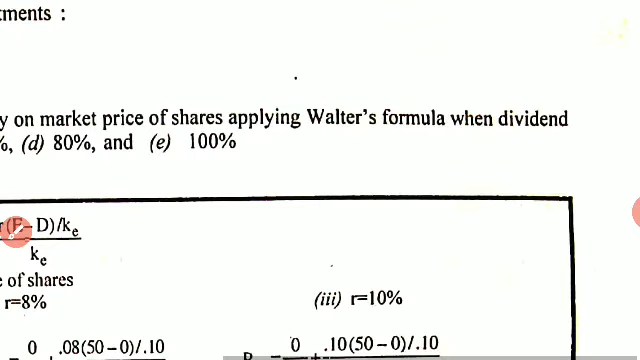 tments :
y on market price of shares applying Walter's formula when dividend
%, (d) 80%, and (e) 100%
– D)/kₑ
kₑ
e of shares
r=8%
(iii) r=10%
0 .08(50 – 0)/.10
0 .10(50 – 0)/.10